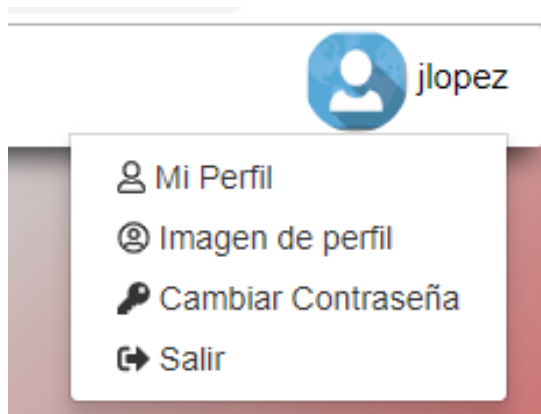 jlopez
Mi Perfil
Imagen de perfil
Cambiar Contraseña
Salir